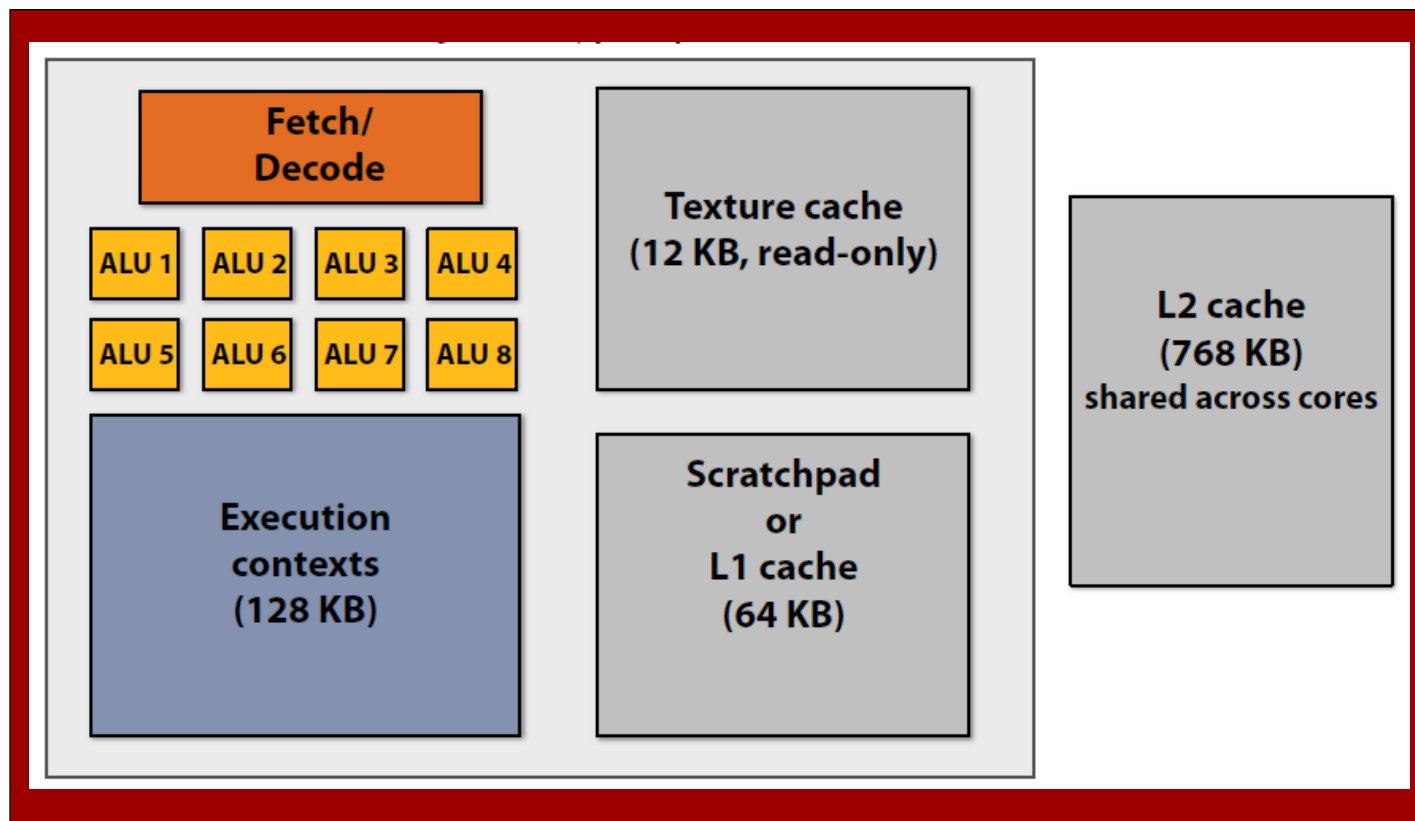 Fetch/
Decode
ALU 1
ALU 2
ALU 3
ALU 4
ALU 5
ALU 6
ALU 7
ALU 8
Execution
contexts
(128 KB)
Texture cache
(12 KB, read-only)
Scratchpad
or
L1 cache
(64 KB)
L2 cache
(768 KB)
shared across cores